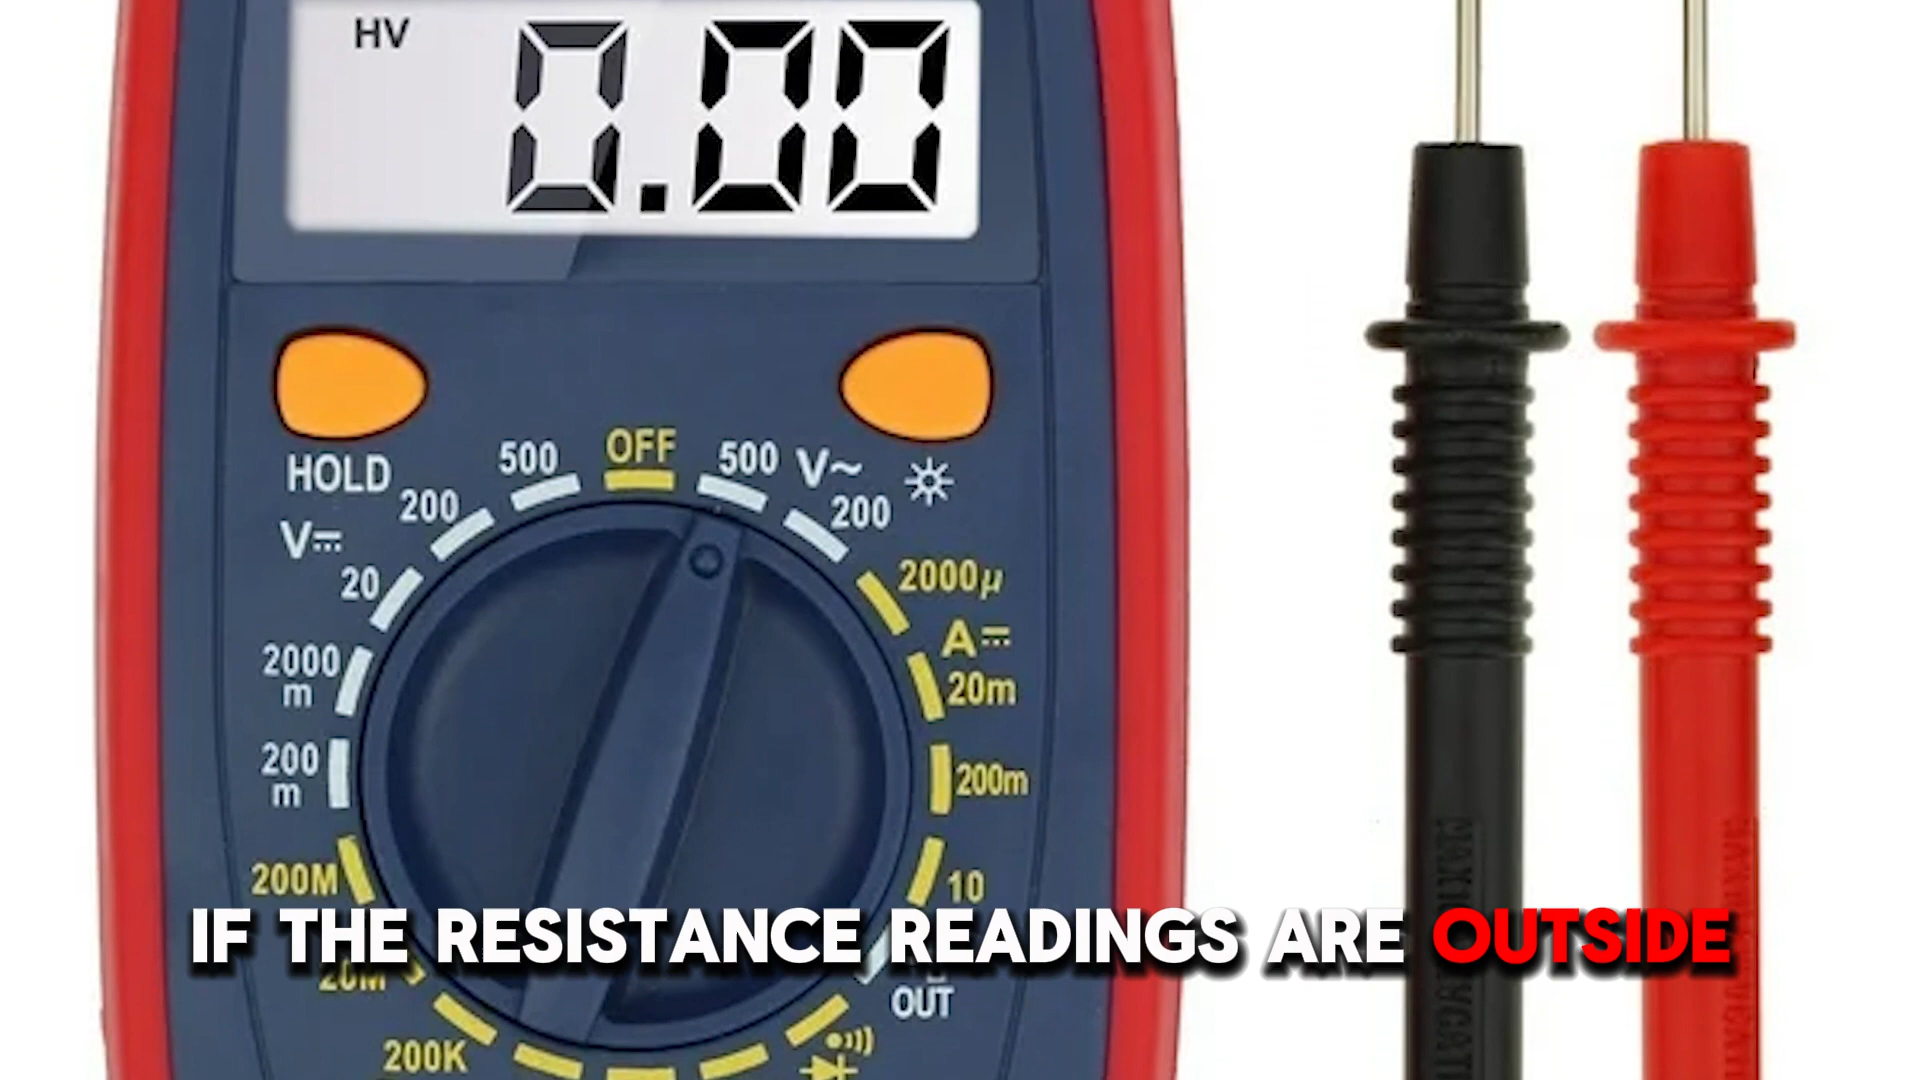 HV
0.00
HOLD
500
OFF
500
V~
200
200
V
20
2000µ
A
2000
m
20m
200
m
200m
200M
10
IF THE RESISTANCE READINGS ARE OUTSIDE
20M
OUT
200K